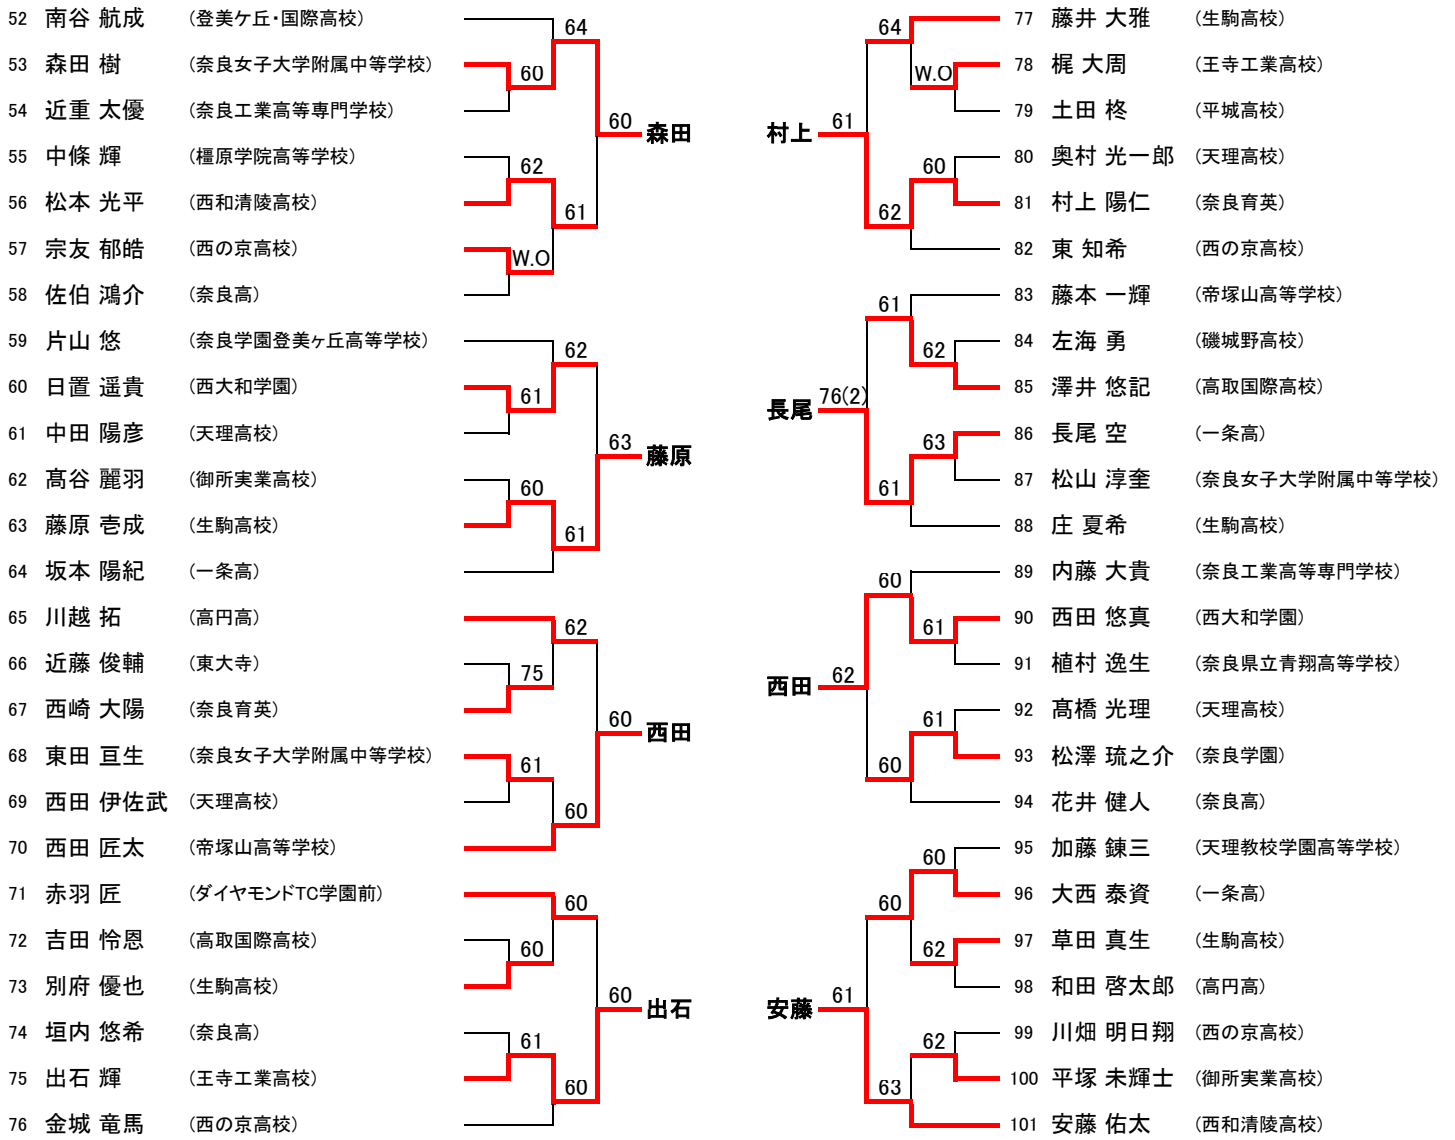 52 南谷 航成 (登美ケ丘・国際高校)
53 森田 樹 (奈良女子大学附属中等学校)
54 近重 太優 (奈良工業高等専門学校)
55 中條 輝 (橿原学院高等学校)
56 松本 光平 (西和清陵高校)
57 宗友 郁皓 (西の京高校)
58 佐伯 鴻介 (奈良高)
64
60
60 森田
62
61
W.O
59 片山 悠 (奈良学園登美ヶ丘高等学校)
60 日置 遥貴 (西大和学園)
61 中田 陽彦 (天理高校)
62 髙谷 麗羽 (御所実業高校)
63 藤原 壱成 (生駒高校)
64 坂本 陽紀 (一条高)
62
61
63 藤原
60
61
65 川越 拓 (高円高)
66 近藤 俊輔 (東大寺)
67 西崎 大陽 (奈良育英)
68 東田 亘生 (奈良女子大学附属中等学校)
69 西田 伊佐武 (天理高校)
70 西田 匠太 (帝塚山高等学校)
62
75
60 西田
61
60
71 赤羽 匠 (ダイヤモンドTC学園前)
72 吉田 怜恩 (高取国際高校)
73 別府 優也 (生駒高校)
74 垣内 悠希 (奈良高)
75 出石 輝 (王寺工業高校)
76 金城 竜馬 (西の京高校)
60
60
60 出石
61
60
77 藤井 大雅 (生駒高校)
78 梶 大周 (王寺工業高校)
79 土田 柊 (平城高校)
80 奥村 光一郎 (天理高校)
81 村上 陽仁 (奈良育英)
82 東 知希 (西の京高校)
64
W.O
村上 61
60
62
83 藤本 一輝 (帝塚山高等学校)
84 左海 勇 (磯城野高校)
85 澤井 悠記 (高取国際高校)
86 長尾 空 (一条高)
87 松山 淳奎 (奈良女子大学附属中等学校)
88 庄 夏希 (生駒高校)
61
62
長尾 76(2)
63
61
89 内藤 大貴 (奈良工業高等専門学校)
90 西田 悠真 (西大和学園)
91 植村 逸生 (奈良県立青翔高等学校)
92 髙橋 光理 (天理高校)
93 松澤 琉之介 (奈良学園)
94 花井 健人 (奈良高)
60
61
西田 62
61
60
95 加藤 錬三 (天理教校学園高等学校)
96 大西 泰資 (一条高)
97 草田 真生 (生駒高校)
98 和田 啓太郎 (高円高)
99 川畑 明日翔 (西の京高校)
100 平塚 未輝士 (御所実業高校)
101 安藤 佑太 (西和清陵高校)
60
60
62
安藤 61
62
63